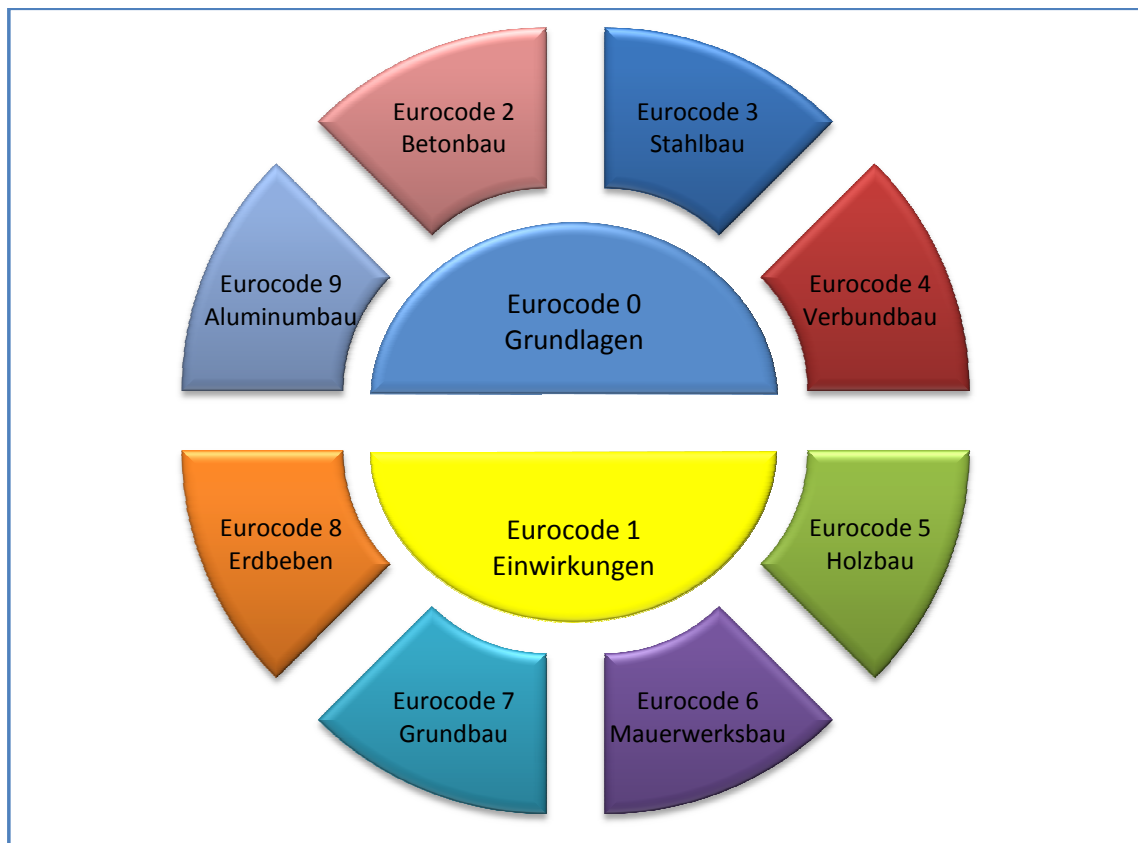 Eurocode 2
Betonbau
Eurocode 3
Stahlbau
Eurocode 9
Aluminumbau
Eurocode 0
Grundlagen
Eurocode 4
Verbundbau
Eurocode 8
Erdbeben
Eurocode 1
Einwirkungen
Eurocode 5
Holzbau
Eurocode 7
Grundbau
Eurocode 6
Mauerwerksbau